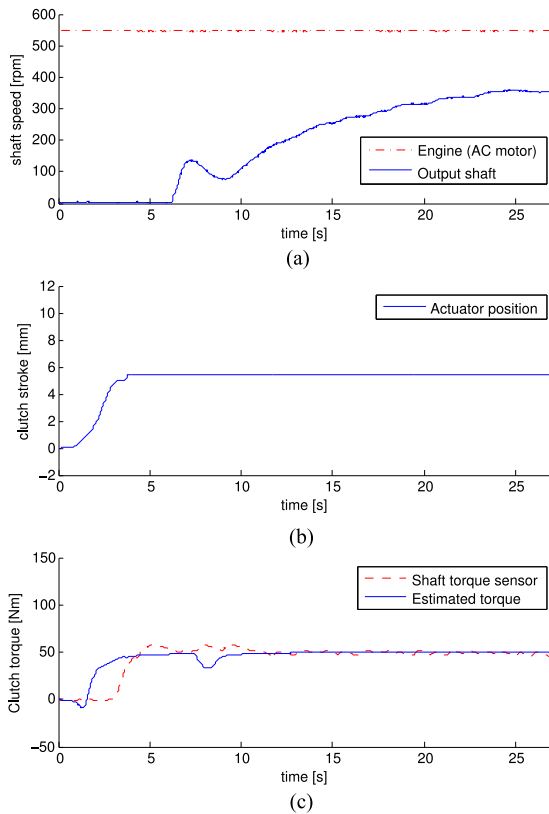 600
500
400
300
200
100
0
shaft speed [rpm]
Engine (AC motor)
Output shaft
0 5 10 15 20 25
time [s]
(a)
12
10
8
6
4
2
0
−2
clutch stroke [mm]
Actuator position
0 5 10 15 20 25
time [s]
(b)
150
100
50
0
−50
Clutch torque [Nm]
Shaft torque sensor
Estimated torque
0 5 10 15 20 25
time [s]
(c)